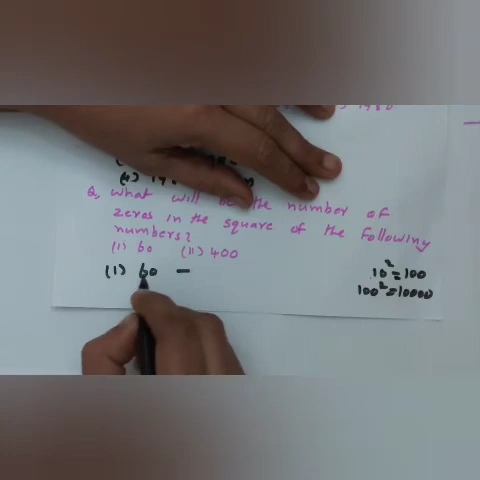 Q, What will be the number of
zeros in the square of the following
numbers?
(i) 60 (ii) 400
(1) 60 –
10² = 100
100² = 10000